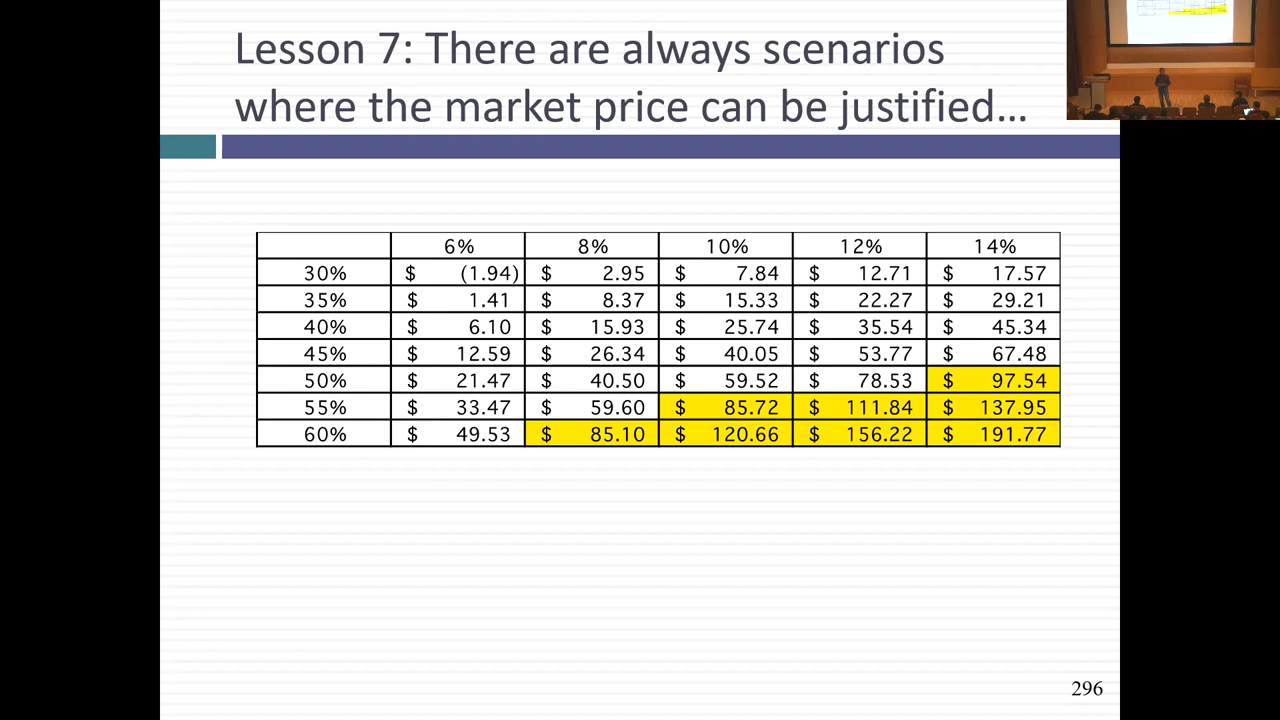 Lesson 7: There are always scenarios
where the market price can be justified...
6% 8% 10% 12% 14%
30% $ (1.94) $ 2.95 $ 7.84 $ 12.71 $ 17.57
35% $ 1.41 $ 8.37 $ 15.33 $ 22.27 $ 29.21
40% $ 6.10 $ 15.93 $ 25.74 $ 35.54 $ 45.34
45% $ 12.59 $ 26.34 $ 40.05 $ 53.77 $ 67.48
50% $ 21.47 $ 40.50 $ 59.52 $ 78.53 $ 97.54
55% $ 33.47 $ 59.60 $ 85.72 $ 111.84 $ 137.95
60% $ 49.53 $ 85.10 $ 120.66 $ 156.22 $ 191.77
296